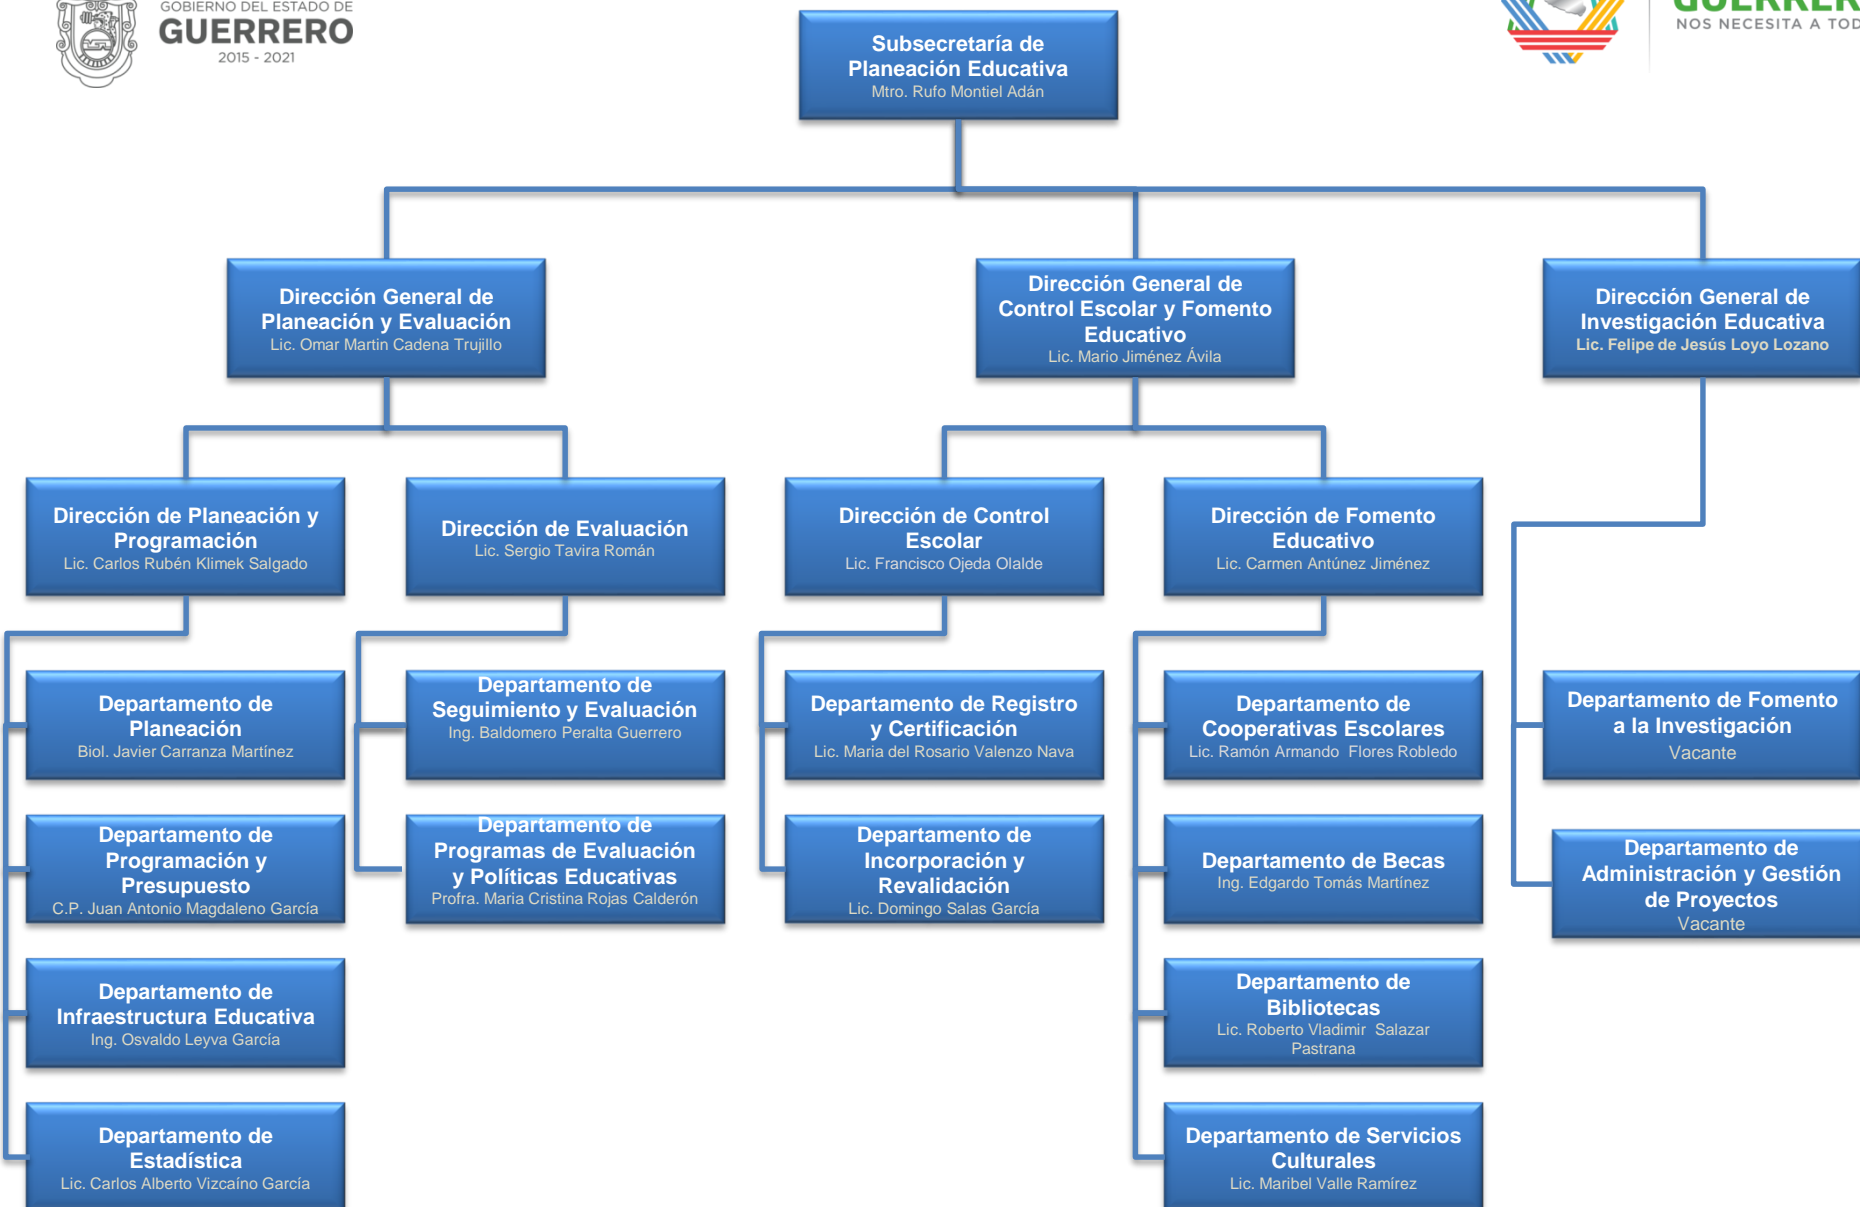 GOBIERNO DEL ESTADO DE
GUERRERO
2015 - 2021
NOS NECESITA A
Subsecretaría de
Planeación Educativa
Mtro. Rufo Montiel Adán
Dirección General de
Planeación y Evaluación
Lic. Omar Martin Cadena Trujillo
Dirección General de
Control Escolar y Fomento
Educativo
Lic. Mario Jiménez Ávila
Dirección General de
Investigación Educativa
Lic. Felipe de Jesús Loyo Lozano
Dirección de Planeación y
Programación
Lic. Carlos Rubén Klimek Salgado
Dirección de Evaluación
Lic. Sergio Tavira Román
Dirección de Control
Escolar
Lic. Francisco Ojeda Olalde
Dirección de Fomento
Educativo
Lic. Carmen Antúnez Jiménez
Departamento de
Planeación
Biol. Javier Carranza Martínez
Departamento de
Seguimiento y Evaluación
Ing. Baldomero Peralta Guerrero
Departamento de Registro
y Certificación
Lic. Maria del Rosario Valenzo Nava
Departamento de
Cooperativas Escolares
Lic. Ramón Armando  Flores Robledo
Departamento de Fomento
a la Investigación
Vacante
Departamento de
Programación y
Presupuesto
C.P. Juan Antonio Magdaleno García
Departamento de
Programas de Evaluación
y Políticas Educativas
Profra. Maria Cristina Rojas Calderón
Departamento de
Incorporación y
Revalidación
Lic. Domingo Salas García
Departamento de Becas
Ing. Edgardo Tomás Martínez
Departamento de
Administración y Gestión
de Proyectos
Vacante
Departamento de
Infraestructura Educativa
Ing. Osvaldo Leyva García
Departamento de
Bibliotecas
Lic. Roberto Vladimir  Salazar
Pastrana
Departamento de
Estadística
Lic. Carlos Alberto Vizcaíno García
Departamento de Servicios
Culturales
Lic. Maribel Valle Ramírez